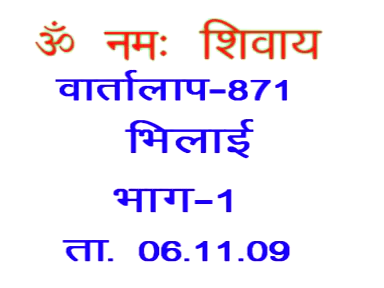 ॐ नमः शिवाय
वार्तालाप-871
भिलाई
भाग-1
ता. 06.11.09